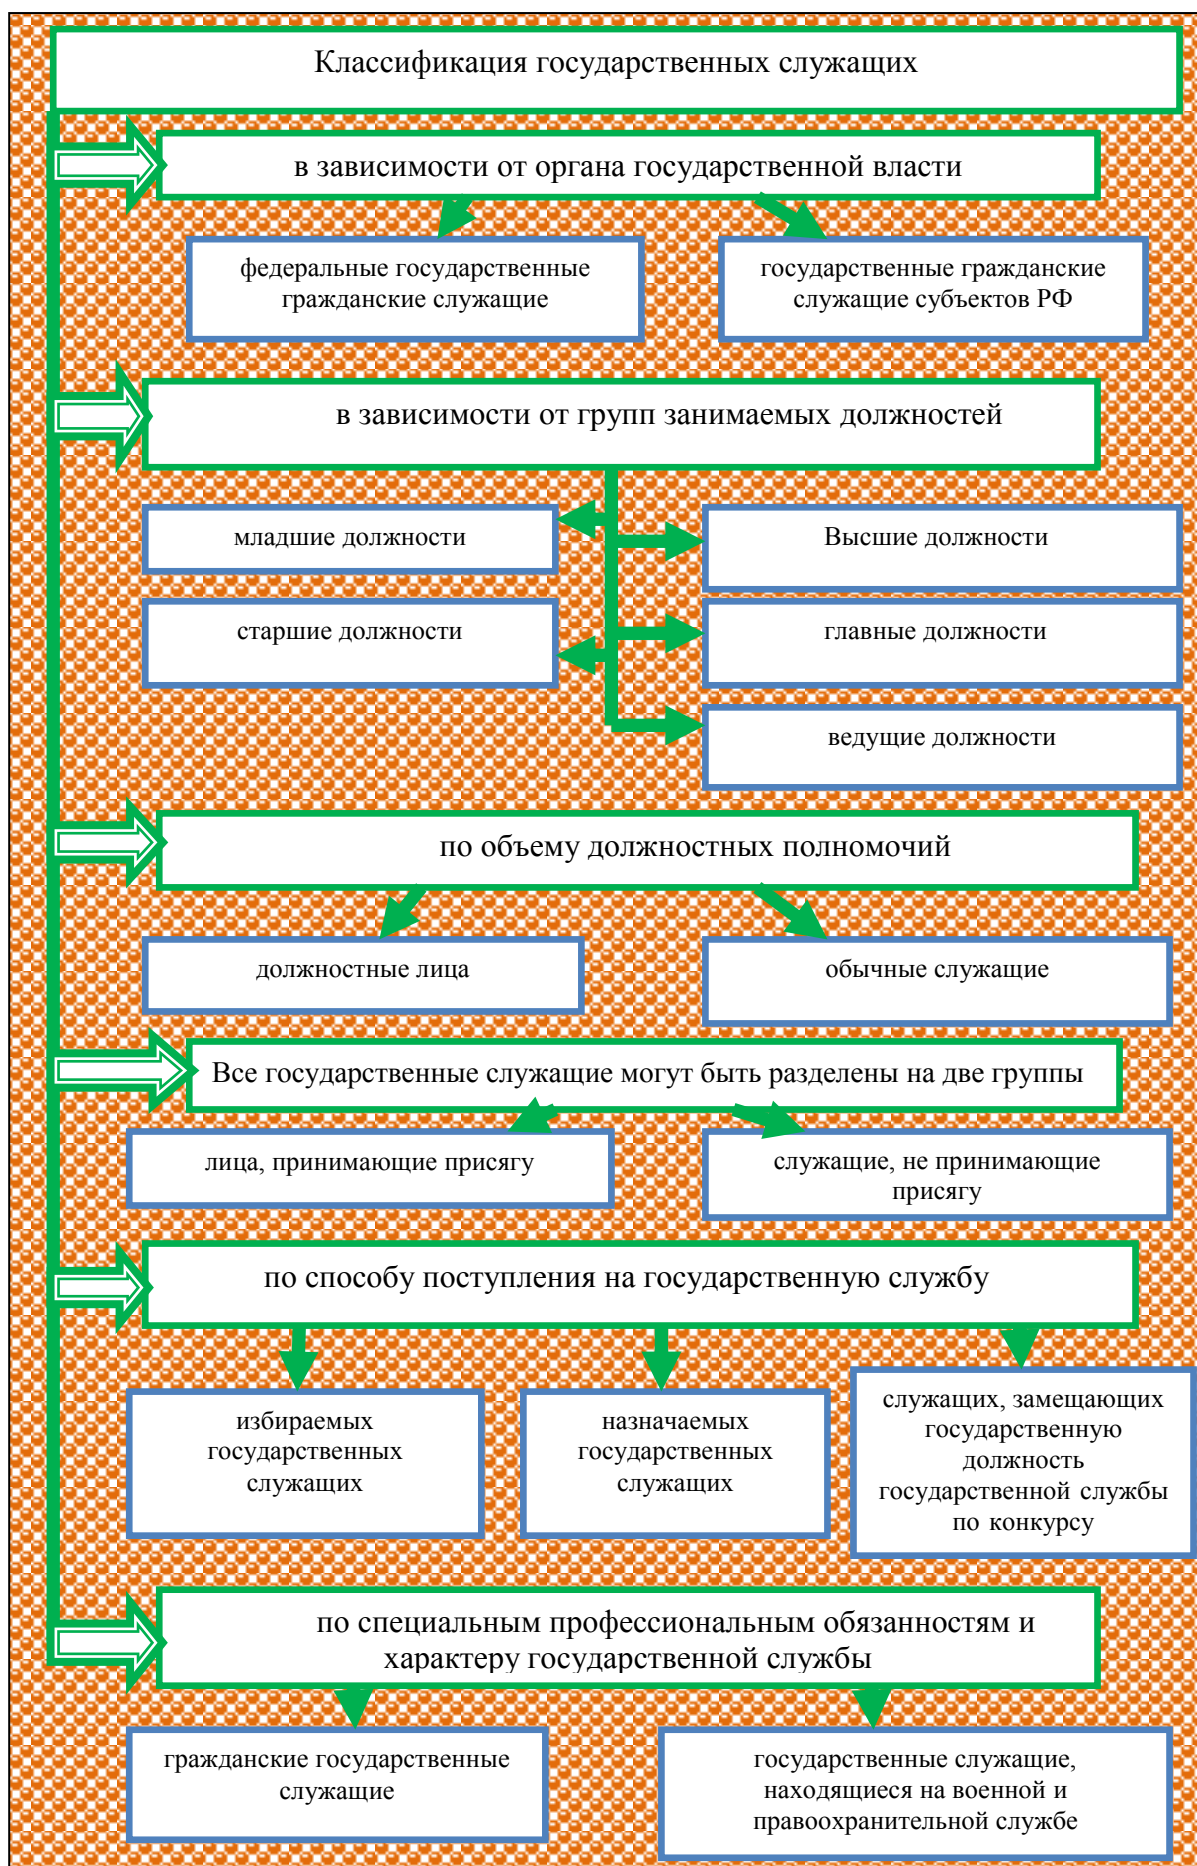 Классификация государственных служащих
в зависимости от органа государственной власти
федеральные государственные
гражданские служащие
государственные гражданские
служащие субъектов РФ
в зависимости от групп занимаемых должностей
младшие должности
Высшие должности
старшие должности
главные должности
ведущие должности
по объему должностных полномочий
должностные лица
обычные служащие
Все государственные служащие могут быть разделены на две группы
лица, принимающие присягу
служащие, не принимающие
присягу
по способу поступления на государственную службу
избираемых
государственных
служащих
назначаемых
государственных
служащих
служащих, замещающих
государственную
должность
государственной службы
по конкурсу
по специальным профессиональным обязанностям и
характеру государственной службы
гражданские государственные
служащие
государственные служащие,
находящиеся на военной и
правоохранительной службе